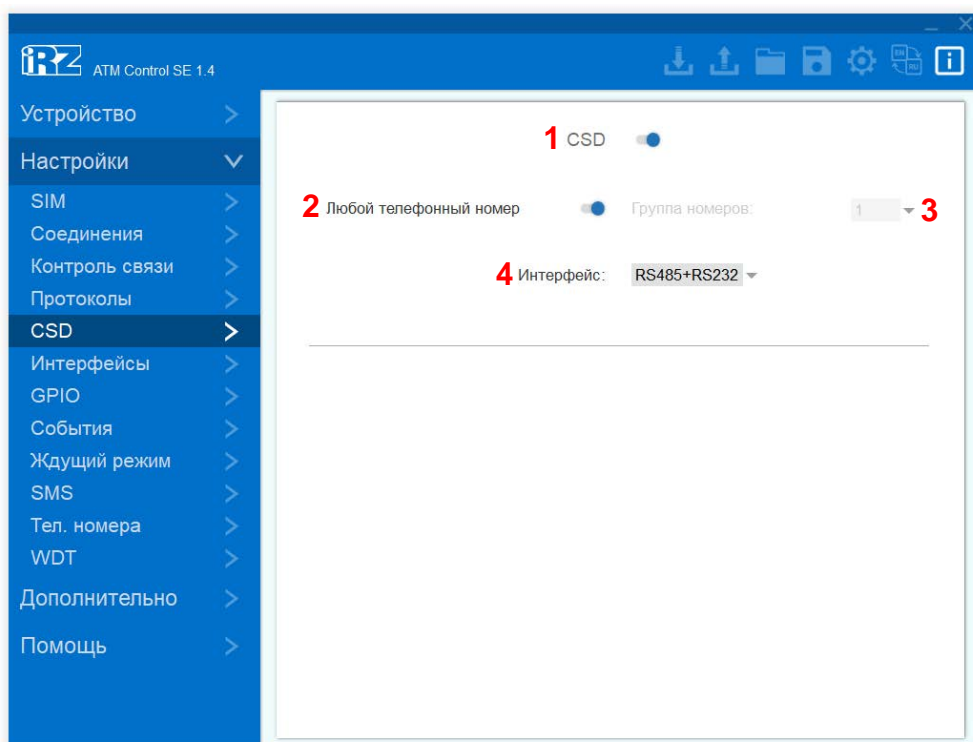 iRZ ATM Control SE 1.4
EN
RU
Устройство
Настройки
SIM
Соединения
Контроль связи
Протоколы
CSD
Интерфейсы
GPIO
События
Ждущий режим
SMS
Тел. номера
WDT
Дополнительно
Помощь
1 CSD
2 Любой телефонный номер Группа номеров: 1 3
4 Интерфейс: RS485+RS232